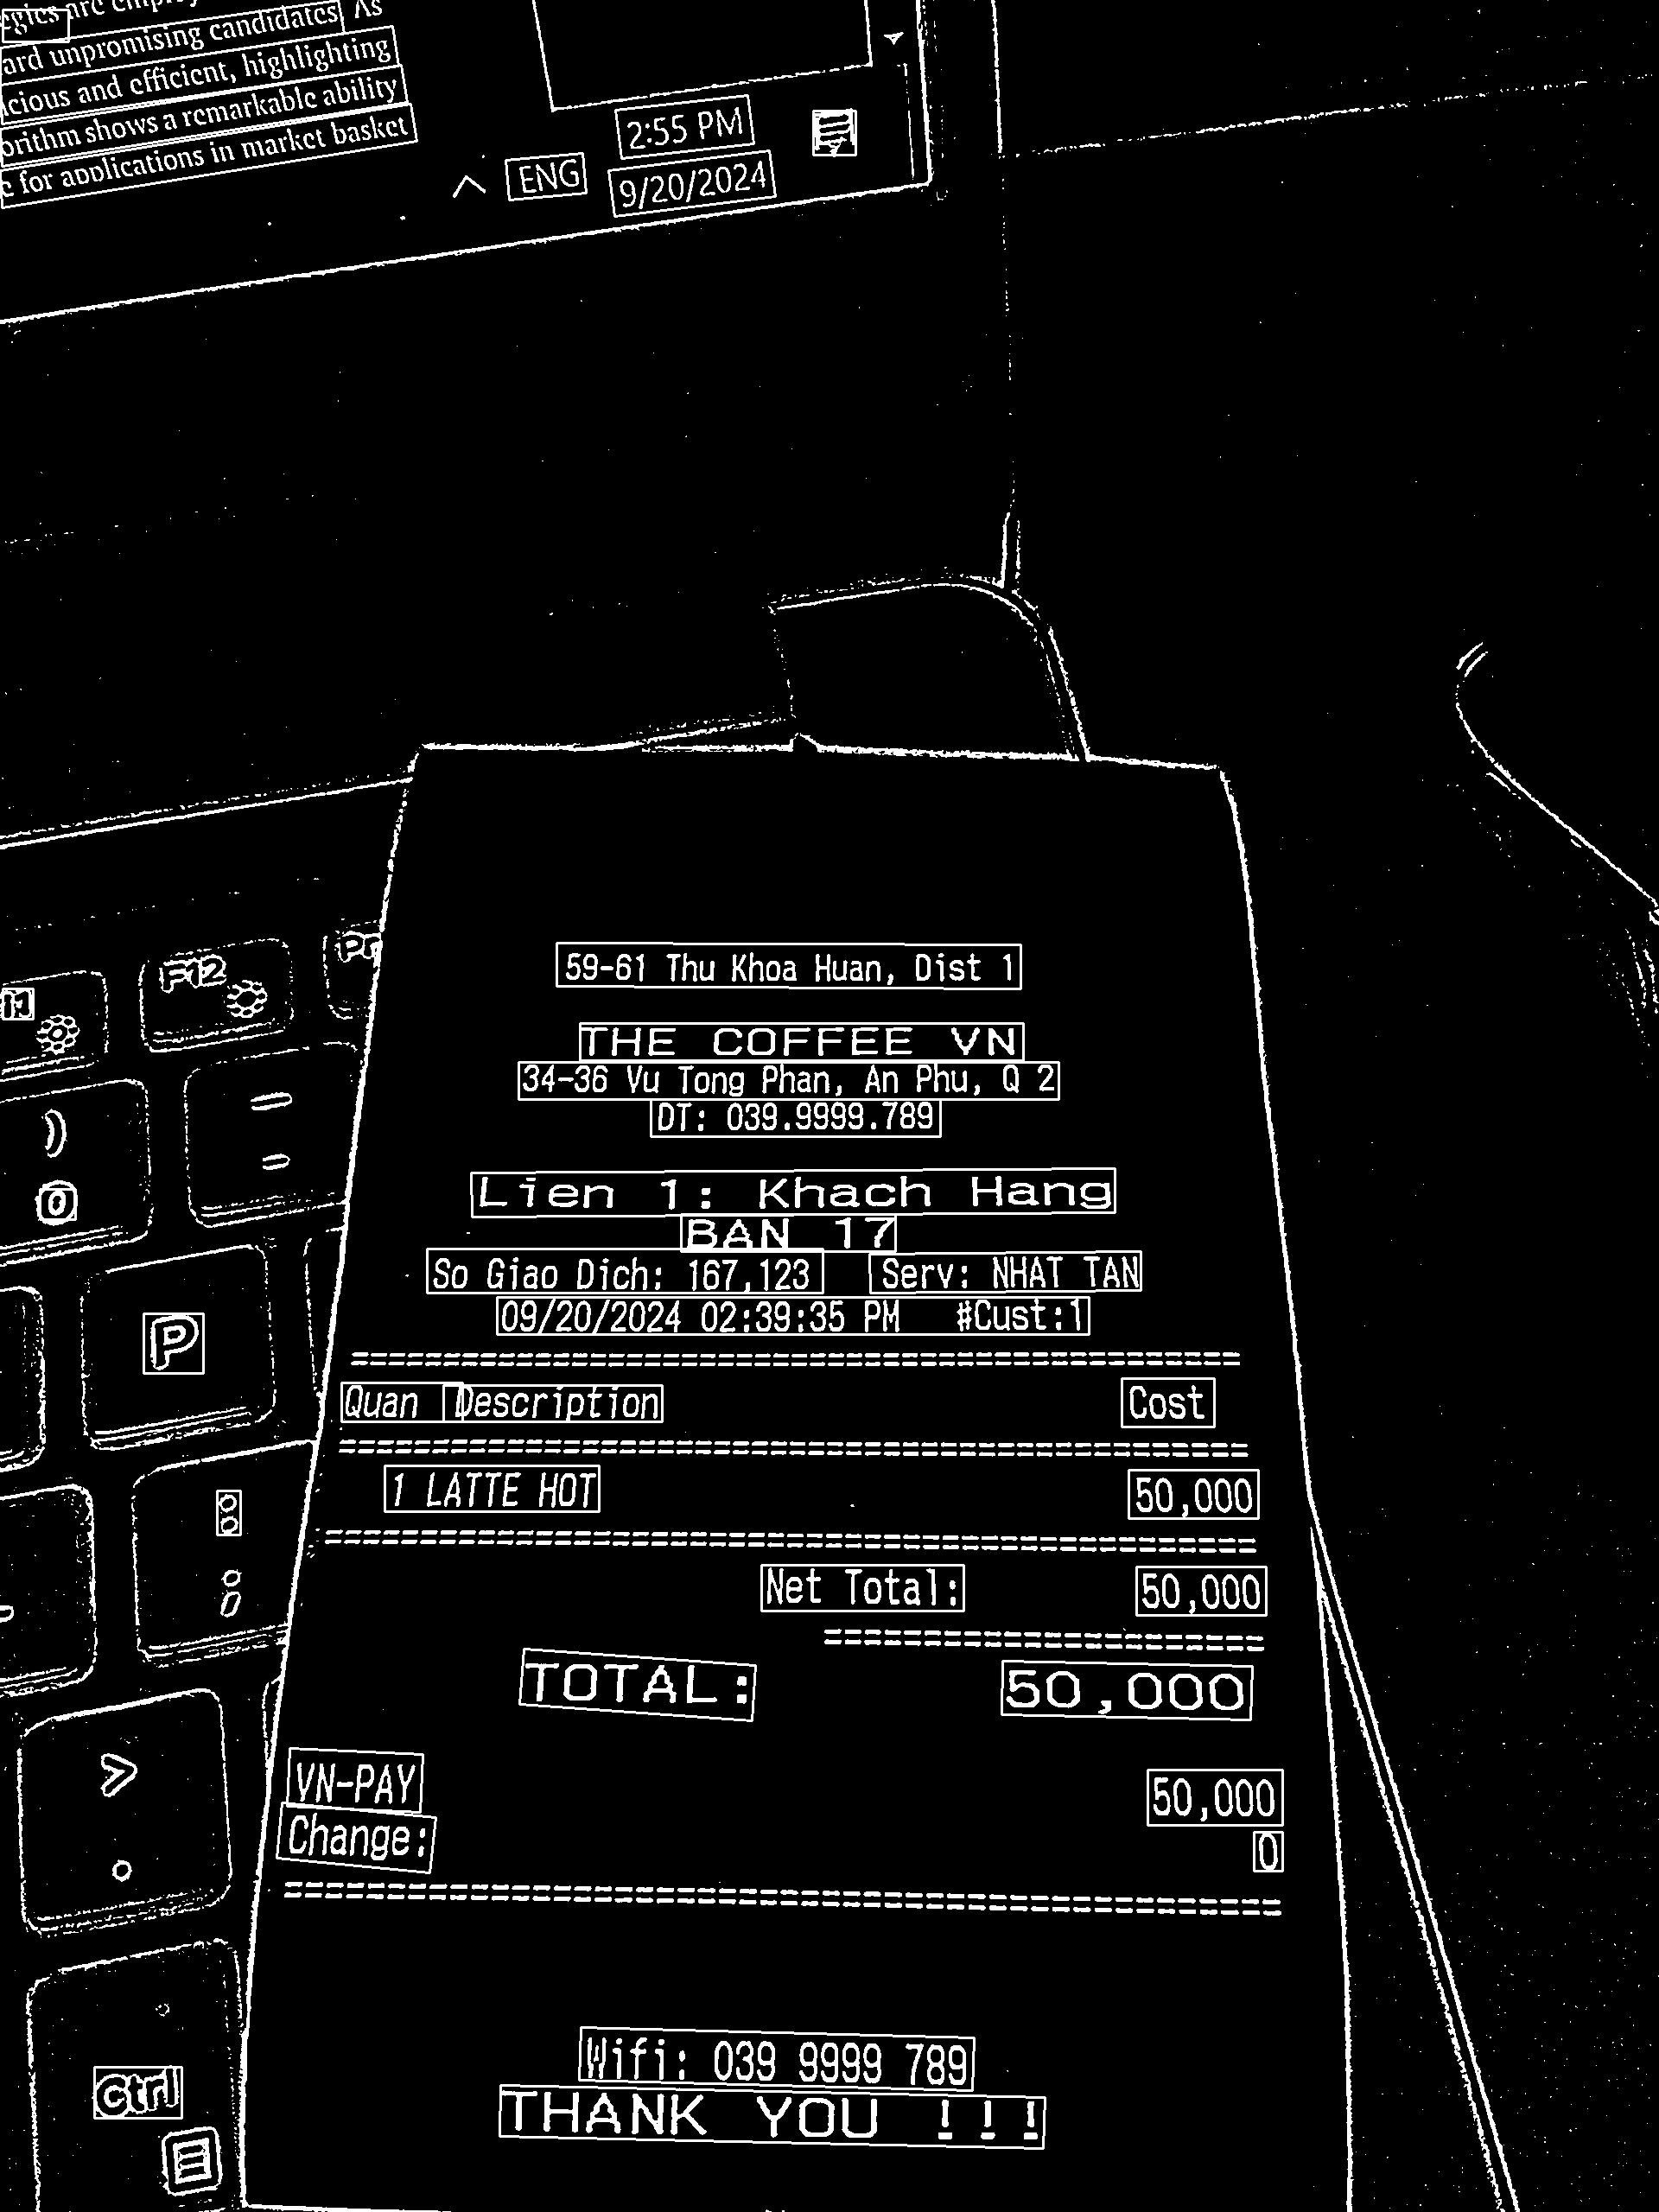 are
ard unpromising candidates. As
cious and efficient, highlighting
orithm shows a remarkable ability
e for applications in market basket
2:55 PM
ENG
9/20/2024
F12
)
0
=
-
P
:
;
>
Ctrl
59-61 Thu Khoa Huan, Dist 1
THE COFFEE VN
34-36 Vu Tong Phan, An Phu, Q 2
DT: 039.9999.789
Lien 1: Khach Hang
BAN 17
So Giao Dich: 167,123 Serv: NHAT TAN
09/20/2024 02:39:35 PM #Cust:1
Quan Description Cost
1 LATTE HOT 50,000
Net Total: 50,000
TOTAL: 50,000
VN-PAY 50,000
Change: 0
Wifi: 039 9999 789
THANK YOU !!!